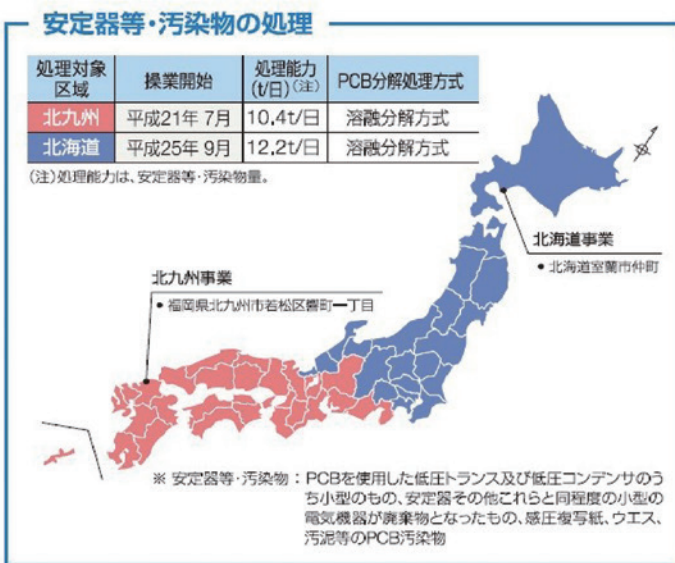 安定器等・汚染物の処理
処理対象区域 操業開始 処理能力(t/日)(注) PCB分解処理方式
北九州 平成21年 7月 10.4t/日 溶融分解方式
北海道 平成25年 9月 12.2t/日 溶融分解方式
(注)処理能力は、安定器等・汚染物量。
北海道事業
● 北海道室蘭市仲町
北九州事業
● 福岡県北九州市若松区響町一丁目
※ 安定器等・汚染物：PCBを使用した低圧トランス及び低圧コンデンサのう
ち小型のもの、安定器その他これらと同程度の小型の
電気機器が廃棄物となったもの、感圧複写紙、ウエス、
汚泥等のPCB汚染物